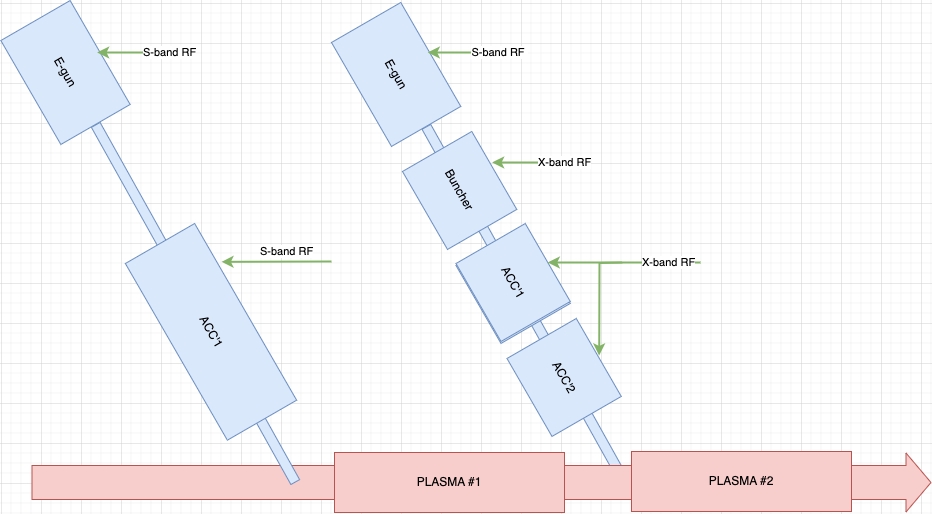 E-gun
S-band RF
ACC'1
S-band RF
E-gun
S-band RF
Buncher
X-band RF
ACC'1
X-band RF
ACC'2
PLASMA #1
PLASMA #2